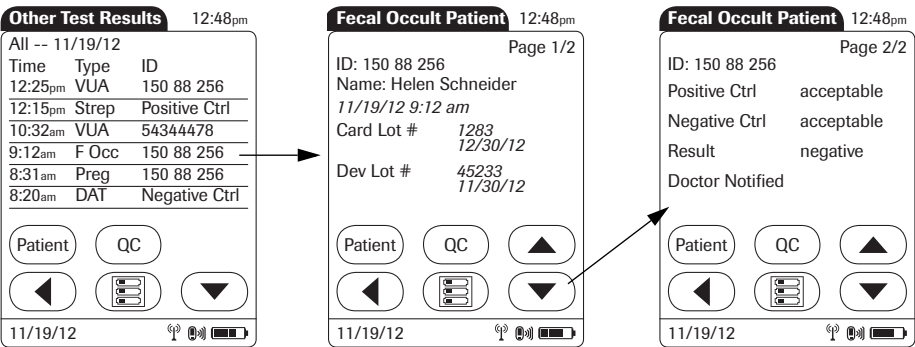 Other Test Results 12:48pm
All -- 11/19/12
Time Type ID
12:25pm VUA 150 88 256
12:15pm Strep Positive Ctrl
10:32am VUA 54344478
9:12am F Occ 150 88 256
8:31am Preg 150 88 256
8:20am DAT Negative Ctrl
Patient QC
11/19/12
Fecal Occult Patient 12:48pm
Page 1/2
ID: 150 88 256
Name: Helen Schneider
11/19/12 9:12 am
Card Lot # 1283
12/30/12
Dev Lot # 45233
11/30/12
Patient QC
11/19/12
Fecal Occult Patient 12:48pm
Page 2/2
ID: 150 88 256
Positive Ctrl acceptable
Negative Ctrl acceptable
Result negative
Doctor Notified
Patient QC
11/19/12